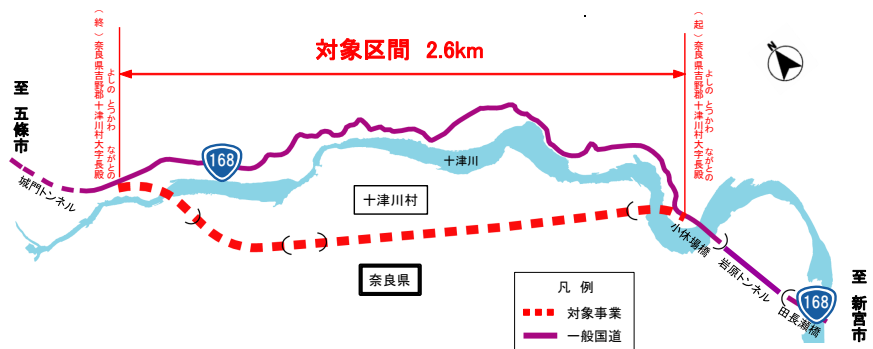 対象区間 2.6km
(終)奈良県吉野郡十津川村大字長殿
よしの とつかわ ながとの
(起)奈良県吉野郡十津川村大字長殿
よしの とつかわ ながとの
N
至 五條市
168
十津川
城門トンネル
十津川村
小休場橋
奈良県
岩原トンネル
至 新宮市
168
田長瀬橋
凡 例
対象事業
一般国道